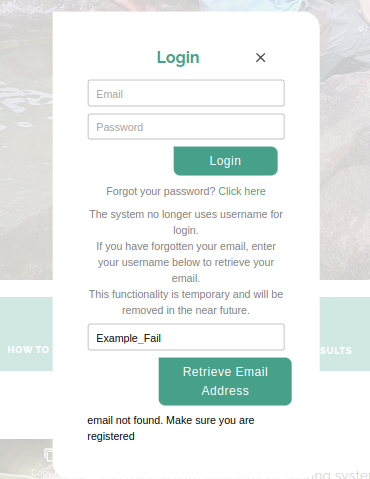 Login
×
Email
Password
Login
Forgot your password? Click here
The system no longer uses username for
login.
If you have forgotten your email, enter
your username below to retrieve your
email.
This functionality is temporary and will be
removed in the near future.
HOW TO
SULTS
Example_Fail
Retrieve Email
Address
email not found. Make sure you are
registered